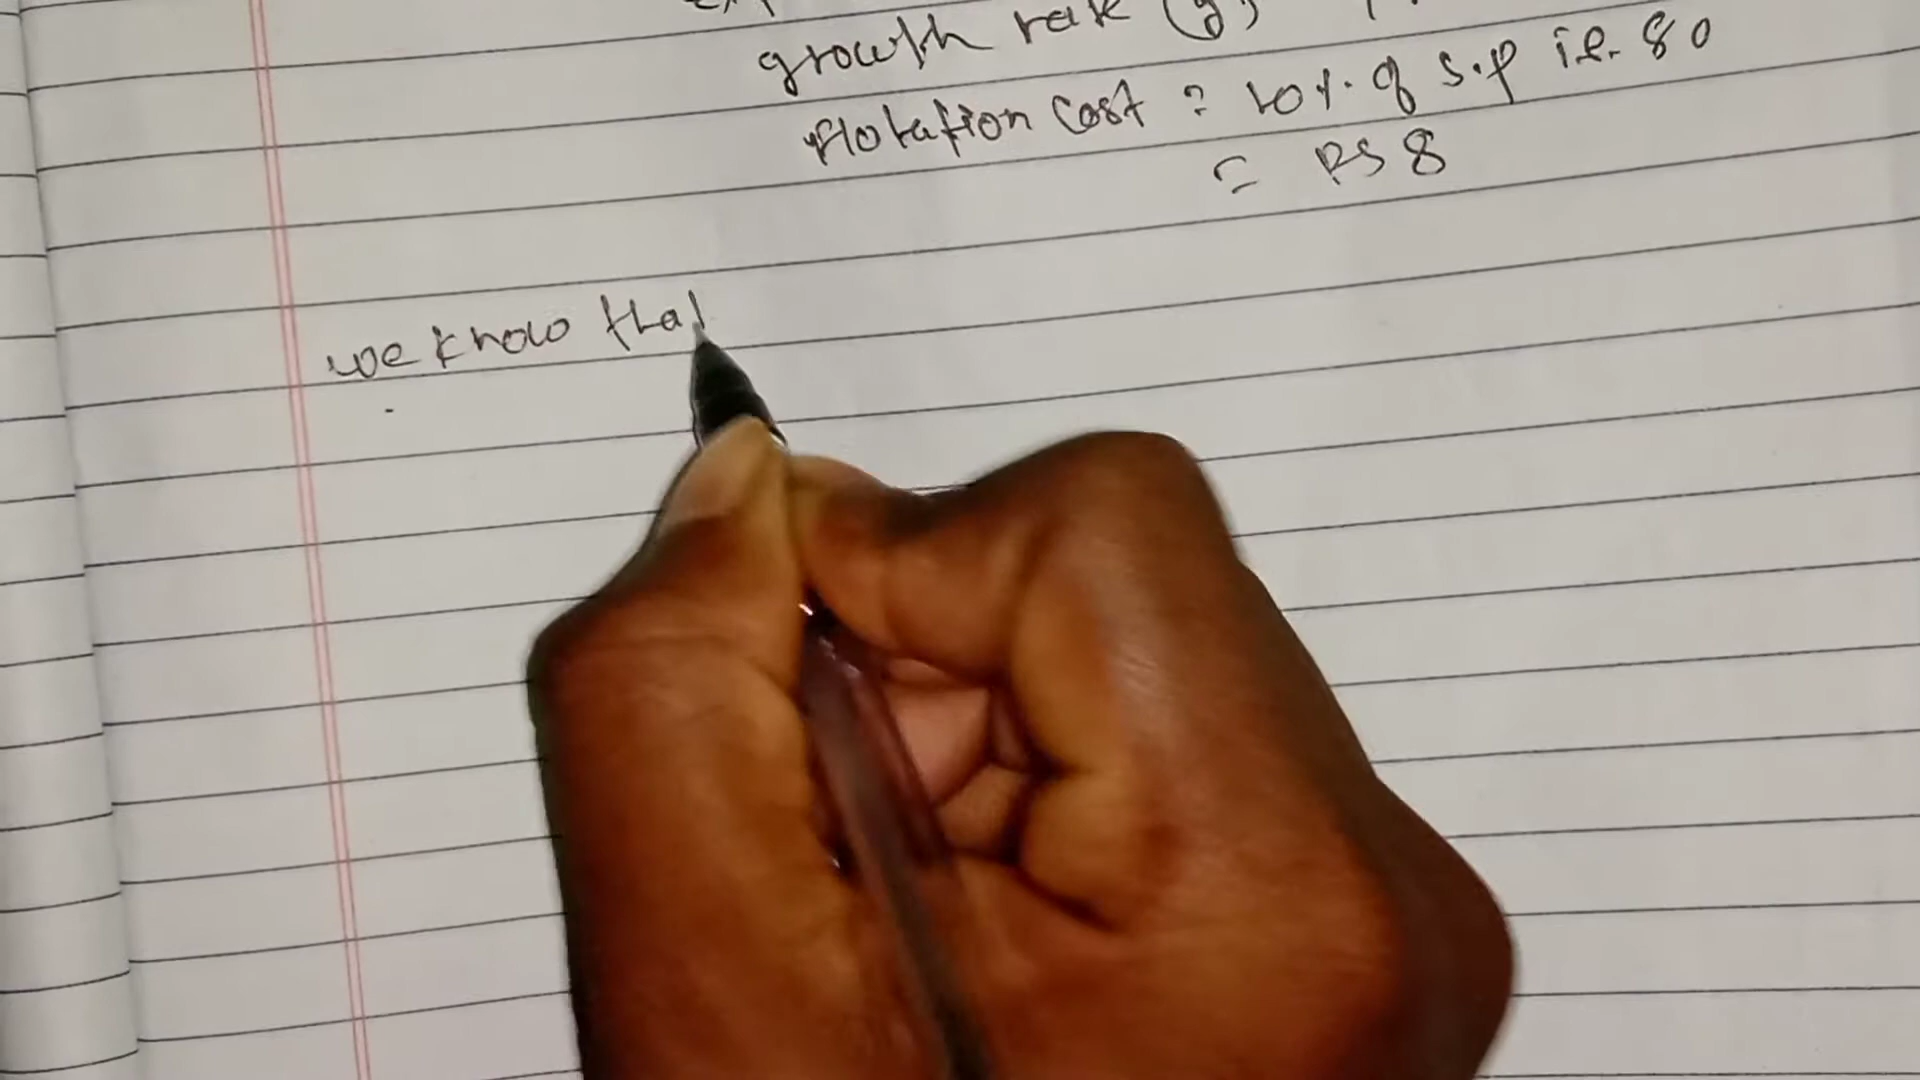 growth rate (g)
flotation cost = 10%. of s.p i.e. 80
= RS 8
we know that